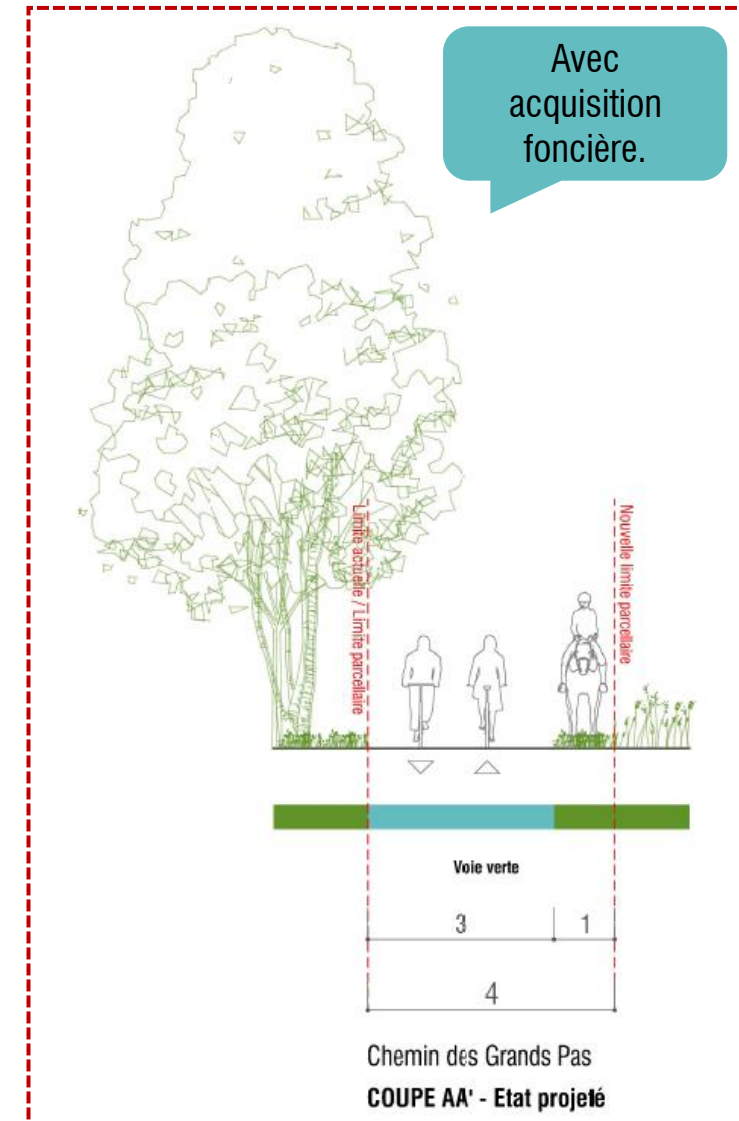 Avec
acquisition
foncière.
Limite actuelle / Limite parcellaire
Nouvelle limite parcellaire
Voie verte
3
1
4
Chemin des Grands Pas
COUPE AA' - Etat projeté